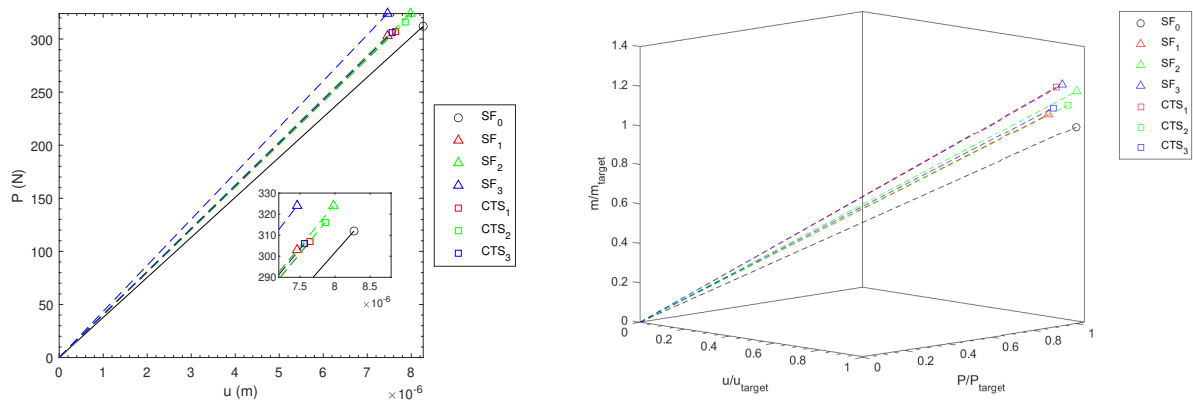 300
250
200
150
100
50
0
P (N)
0
1
2
3
4
5
6
7
8
u (m)
×10⁻⁶
330
320
310
300
290
7.5
8
8.5
×10⁻⁶
SF₀
SF₁
SF₂
SF₃
CTS₁
CTS₂
CTS₃
1.4
1.2
1
0.8
0.6
0.4
0.2
0
m/m_target
0
0.2
0.4
0.6
0.8
1
u/u_target
0
0.2
0.4
0.6
0.8
1
P/P_target
SF₀
SF₁
SF₂
SF₃
CTS₁
CTS₂
CTS₃